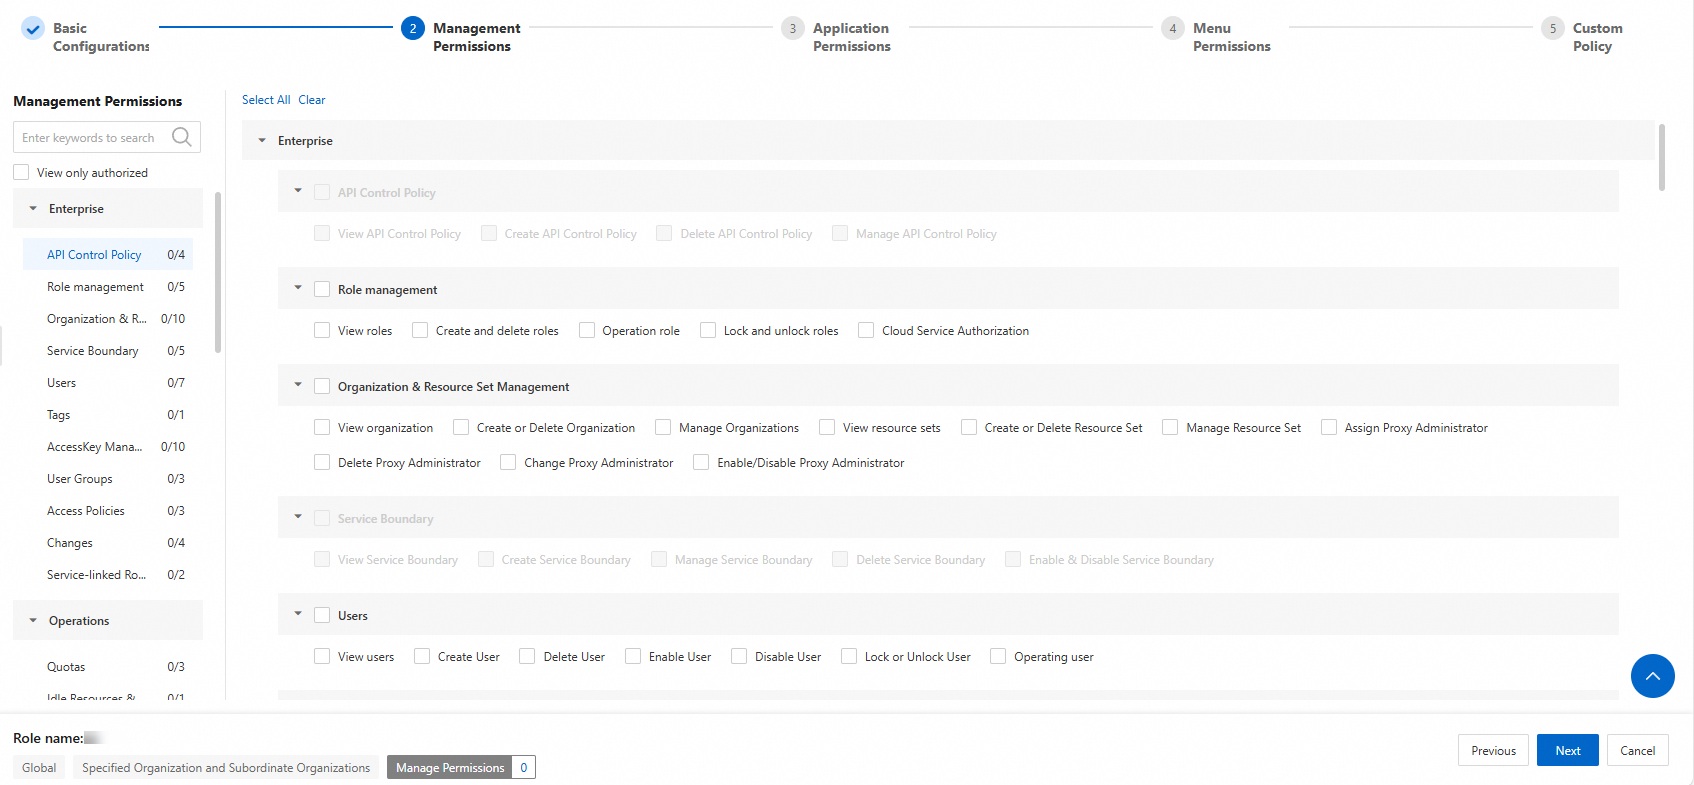 Basic
Configurations
2
Management
Permissions
3
Application
Permissions
4
Menu
Permissions
5
Custom
Policy
Management Permissions
Enter keywords to search
View only authorized
Enterprise
API Control Policy 0/4
Role management 0/5
Organization & R... 0/10
Service Boundary 0/5
Users 0/7
Tags 0/1
AccessKey Mana... 0/10
User Groups 0/3
Access Policies 0/3
Changes 0/4
Service-linked Ro... 0/2
Operations
Quotas 0/3
Idle Resources & 0/1
Select All Clear
Enterprise
API Control Policy
View API Control Policy Create API Control Policy Delete API Control Policy Manage API Control Policy
Role management
View roles Create and delete roles Operation role Lock and unlock roles Cloud Service Authorization
Organization & Resource Set Management
View organization Create or Delete Organization Manage Organizations View resource sets Create or Delete Resource Set Manage Resource Set Assign Proxy Administrator
Delete Proxy Administrator Change Proxy Administrator Enable/Disable Proxy Administrator
Service Boundary
View Service Boundary Create Service Boundary Manage Service Boundary Delete Service Boundary Enable & Disable Service Boundary
Users
View users Create User Delete User Enable User Disable User Lock or Unlock User Operating user
Role name:
Global Specified Organization and Subordinate Organizations Manage Permissions 0
Previous Next Cancel